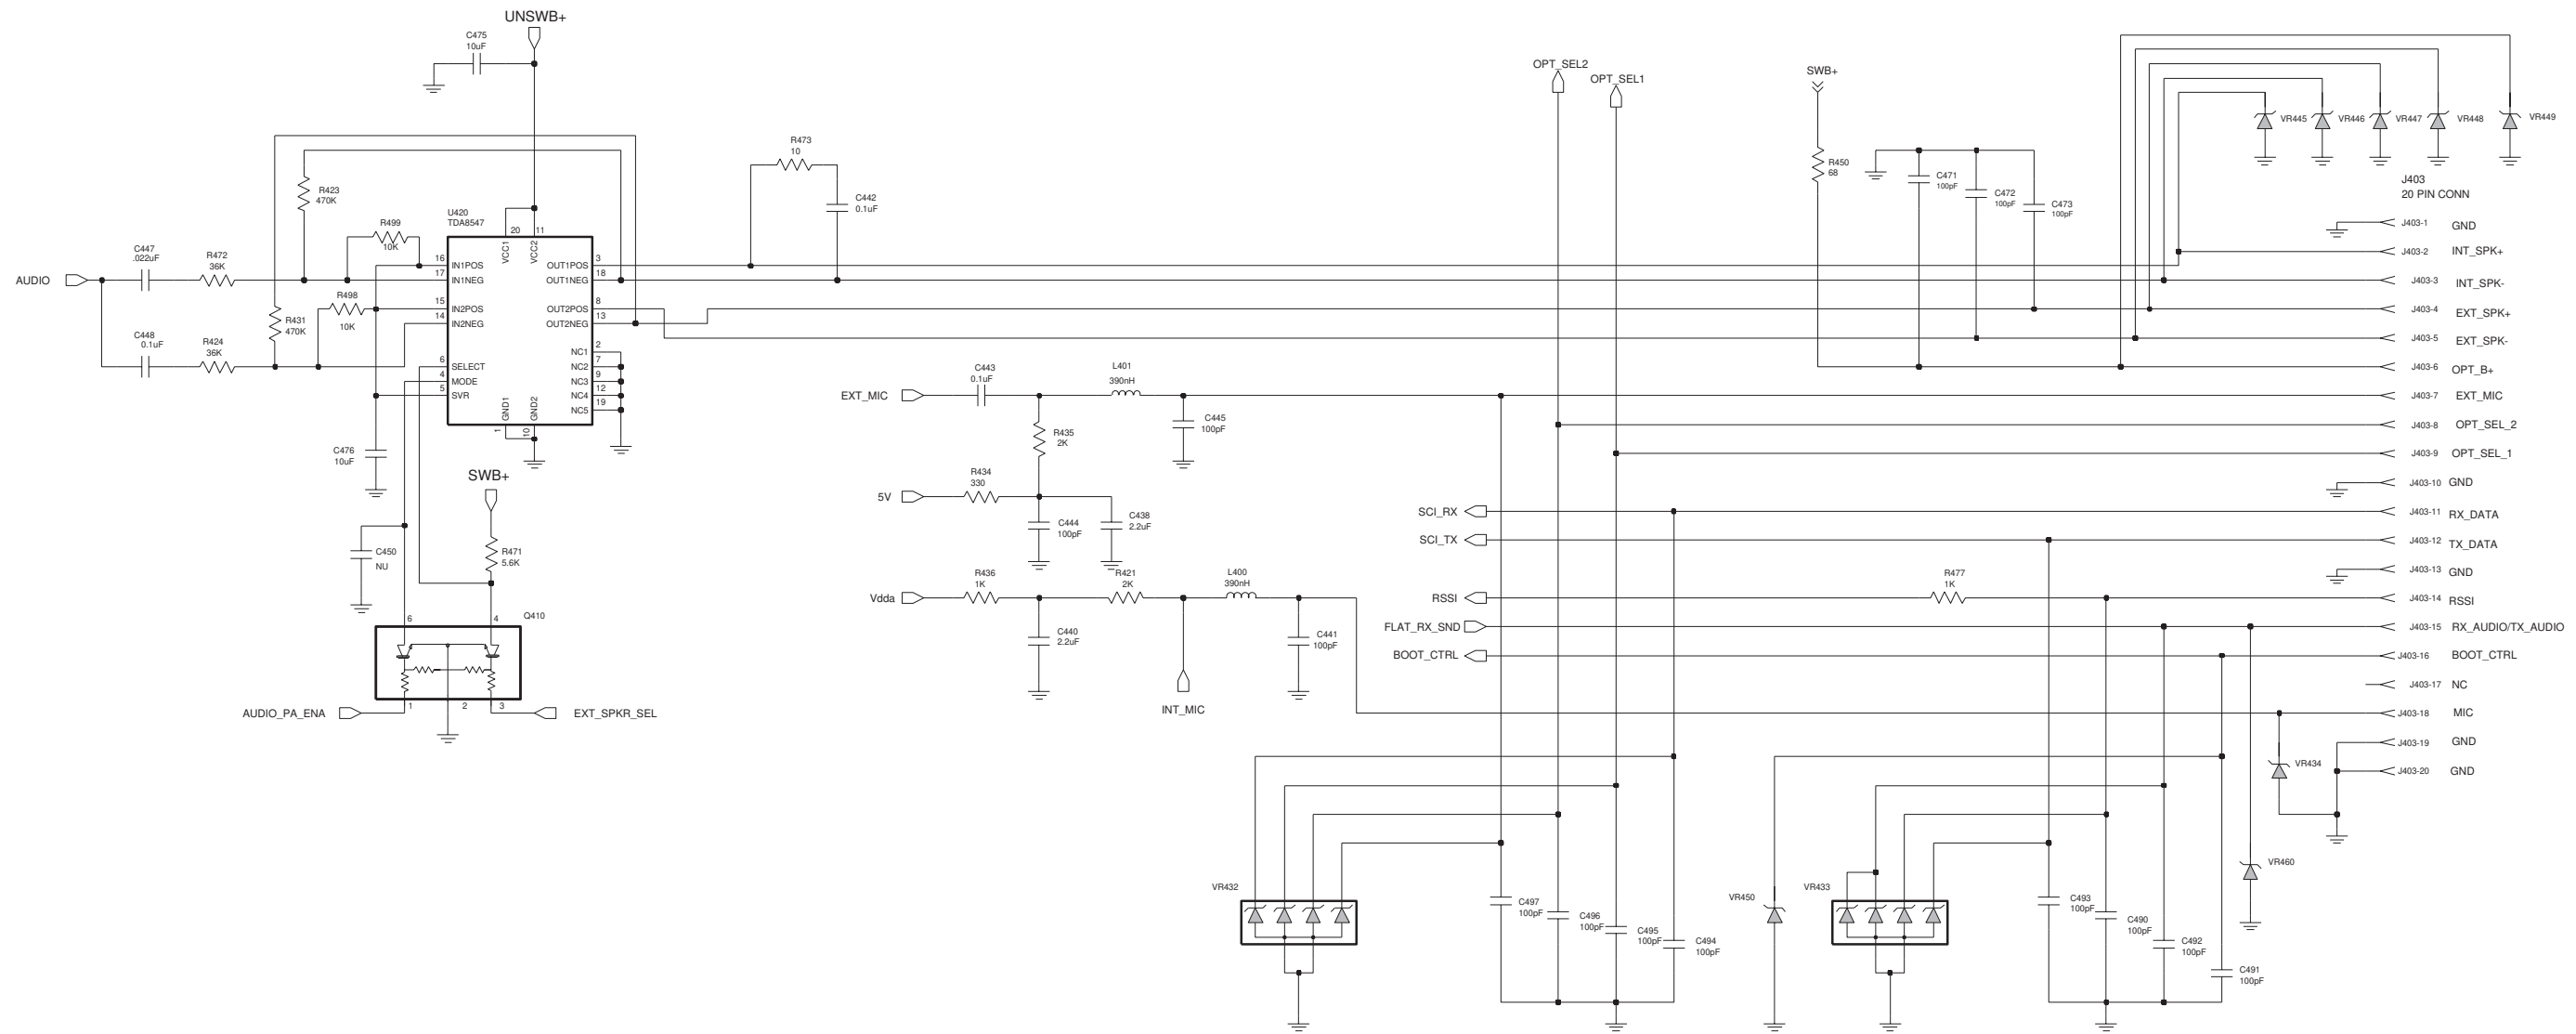 UNSWB+
C475
10uF
OPT_SEL2
OPT_SEL1
SWB+
VR445
VR446
VR447
VR448
VR449
R473
10
C442
0.1uF
R450
68
C471
100pF
C472
100pF
C473
100pF
J403
20 PIN CONN
R423
470K
R499
10K
U420
TDA8547
20
11
VCC1
VCC2
C447
.022uF
R472
36K
AUDIO
16
IN1POS
17
IN1NEG
15
IN2POS
14
IN2NEG
6
SELECT
4
MODE
5
SVR
OUT1POS
3
OUT1NEG
18
OUT2POS
8
OUT2NEG
13
NC1
2
NC2
7
NC3
9
NC4
12
NC5
19
GND1
GND2
1
10
R498
10K
R431
470K
C448
0.1uF
R424
36K
C476
10uF
SWB+
R471
5.6K
C450
NU
Q410
6
4
1
2
3
AUDIO_PA_ENA
EXT_SPKR_SEL
EXT_MIC
C443
0.1uF
L401
390nH
C445
100pF
R435
2K
R434
330
5V
C444
100pF
C438
2.2uF
R436
1K
R421
2K
L400
390nH
Vdda
C440
2.2uF
C441
100pF
INT_MIC
SCI_RX
SCI_TX
RSSI
FLAT_RX_SND
BOOT_CTRL
R477
1K
J403-1 GND
J403-2 INT_SPK+
J403-3 INT_SPK-
J403-4 EXT_SPK+
J403-5 EXT_SPK-
J403-6 OPT_B+
J403-7 EXT_MIC
J403-8 OPT_SEL_2
J403-9 OPT_SEL_1
J403-10 GND
J403-11 RX_DATA
J403-12 TX_DATA
J403-13 GND
J403-14 RSSI
J403-15 RX_AUDIO/TX_AUDIO
J403-16 BOOT_CTRL
J403-17 NC
J403-18 MIC
J403-19 GND
J403-20 GND
VR434
VR460
VR432
VR450
VR433
C497
100pF
C496
100pF
C495
100pF
C494
100pF
C493
100pF
C490
100pF
C492
100pF
C491
100pF